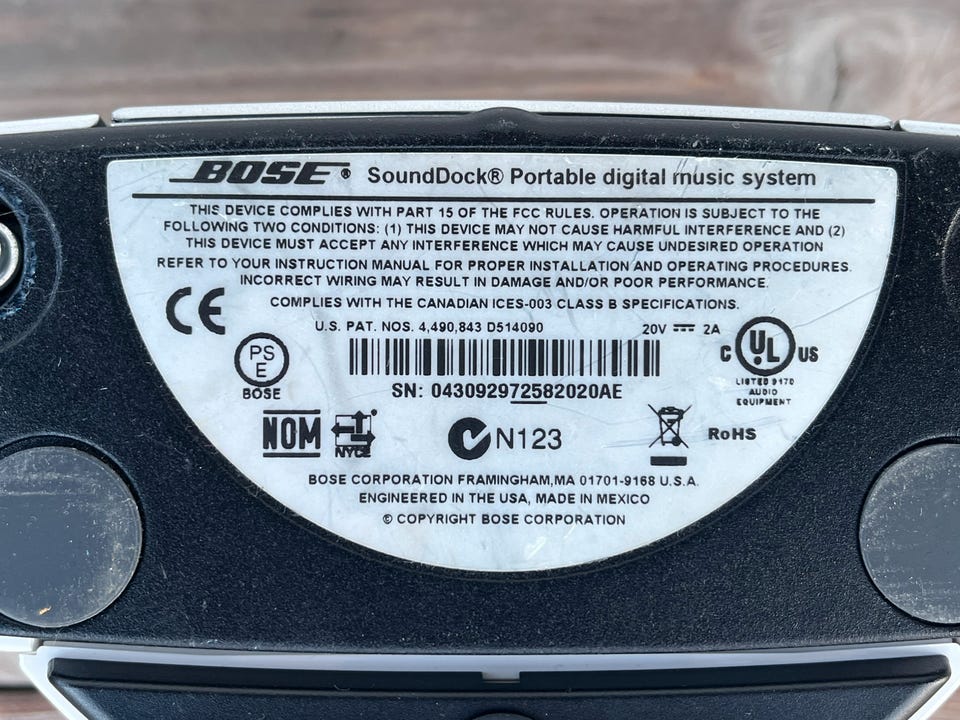 BOSE® SoundDock® Portable digital music system
THIS DEVICE COMPLIES WITH PART 15 OF THE FCC RULES. OPERATION IS SUBJECT TO THE
FOLLOWING TWO CONDITIONS: (1) THIS DEVICE MAY NOT CAUSE HARMFUL INTERFERENCE AND (2)
THIS DEVICE MUST ACCEPT ANY INTERFERENCE WHICH MAY CAUSE UNDESIRED OPERATION
REFER TO YOUR INSTRUCTION MANUAL FOR PROPER INSTALLATION AND OPERATING PROCEDURES.
INCORRECT WIRING MAY RESULT IN DAMAGE AND/OR POOR PERFORMANCE.
CE COMPLIES WITH THE CANADIAN ICES-003 CLASS B SPECIFICATIONS.
U.S. PAT. NOS. 4,490,843 D514090 20V 2A
PS
E
BOSE
C UL US
LISTED 9170
AUDIO
EQUIPMENT
SN: 043092972582020AE
NOM NYCE N123 RoHS
BOSE CORPORATION FRAMINGHAM,MA 01701-9168 U.S.A.
ENGINEERED IN THE USA, MADE IN MEXICO
© COPYRIGHT BOSE CORPORATION